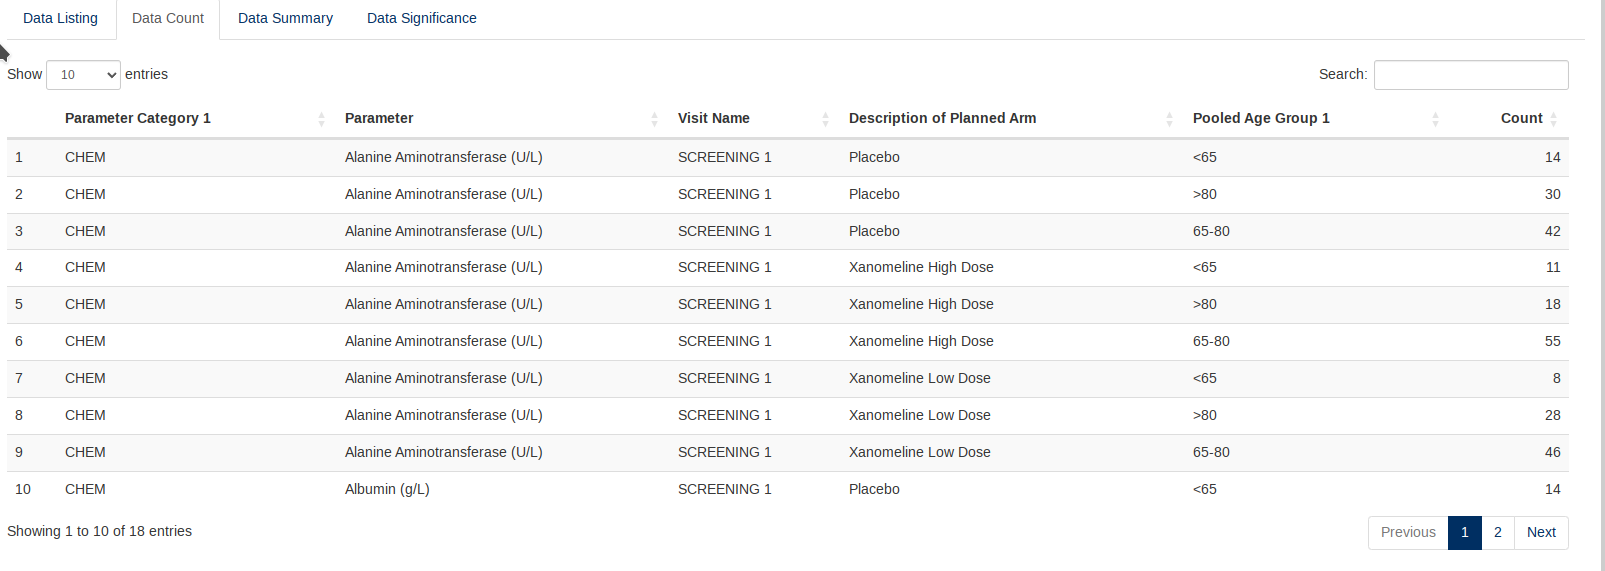 Data Listing Data Count Data Summary Data Significance
Show 10 entries Search:
Parameter Category 1 Parameter Visit Name Description of Planned Arm Pooled Age Group 1 Count
1 CHEM Alanine Aminotransferase (U/L) SCREENING 1 Placebo <65 14
2 CHEM Alanine Aminotransferase (U/L) SCREENING 1 Placebo >80 30
3 CHEM Alanine Aminotransferase (U/L) SCREENING 1 Placebo 65-80 42
4 CHEM Alanine Aminotransferase (U/L) SCREENING 1 Xanomeline High Dose <65 11
5 CHEM Alanine Aminotransferase (U/L) SCREENING 1 Xanomeline High Dose >80 18
6 CHEM Alanine Aminotransferase (U/L) SCREENING 1 Xanomeline High Dose 65-80 55
7 CHEM Alanine Aminotransferase (U/L) SCREENING 1 Xanomeline Low Dose <65 8
8 CHEM Alanine Aminotransferase (U/L) SCREENING 1 Xanomeline Low Dose >80 28
9 CHEM Alanine Aminotransferase (U/L) SCREENING 1 Xanomeline Low Dose 65-80 46
10 CHEM Albumin (g/L) SCREENING 1 Placebo <65 14
Showing 1 to 10 of 18 entries Previous 1 2 Next